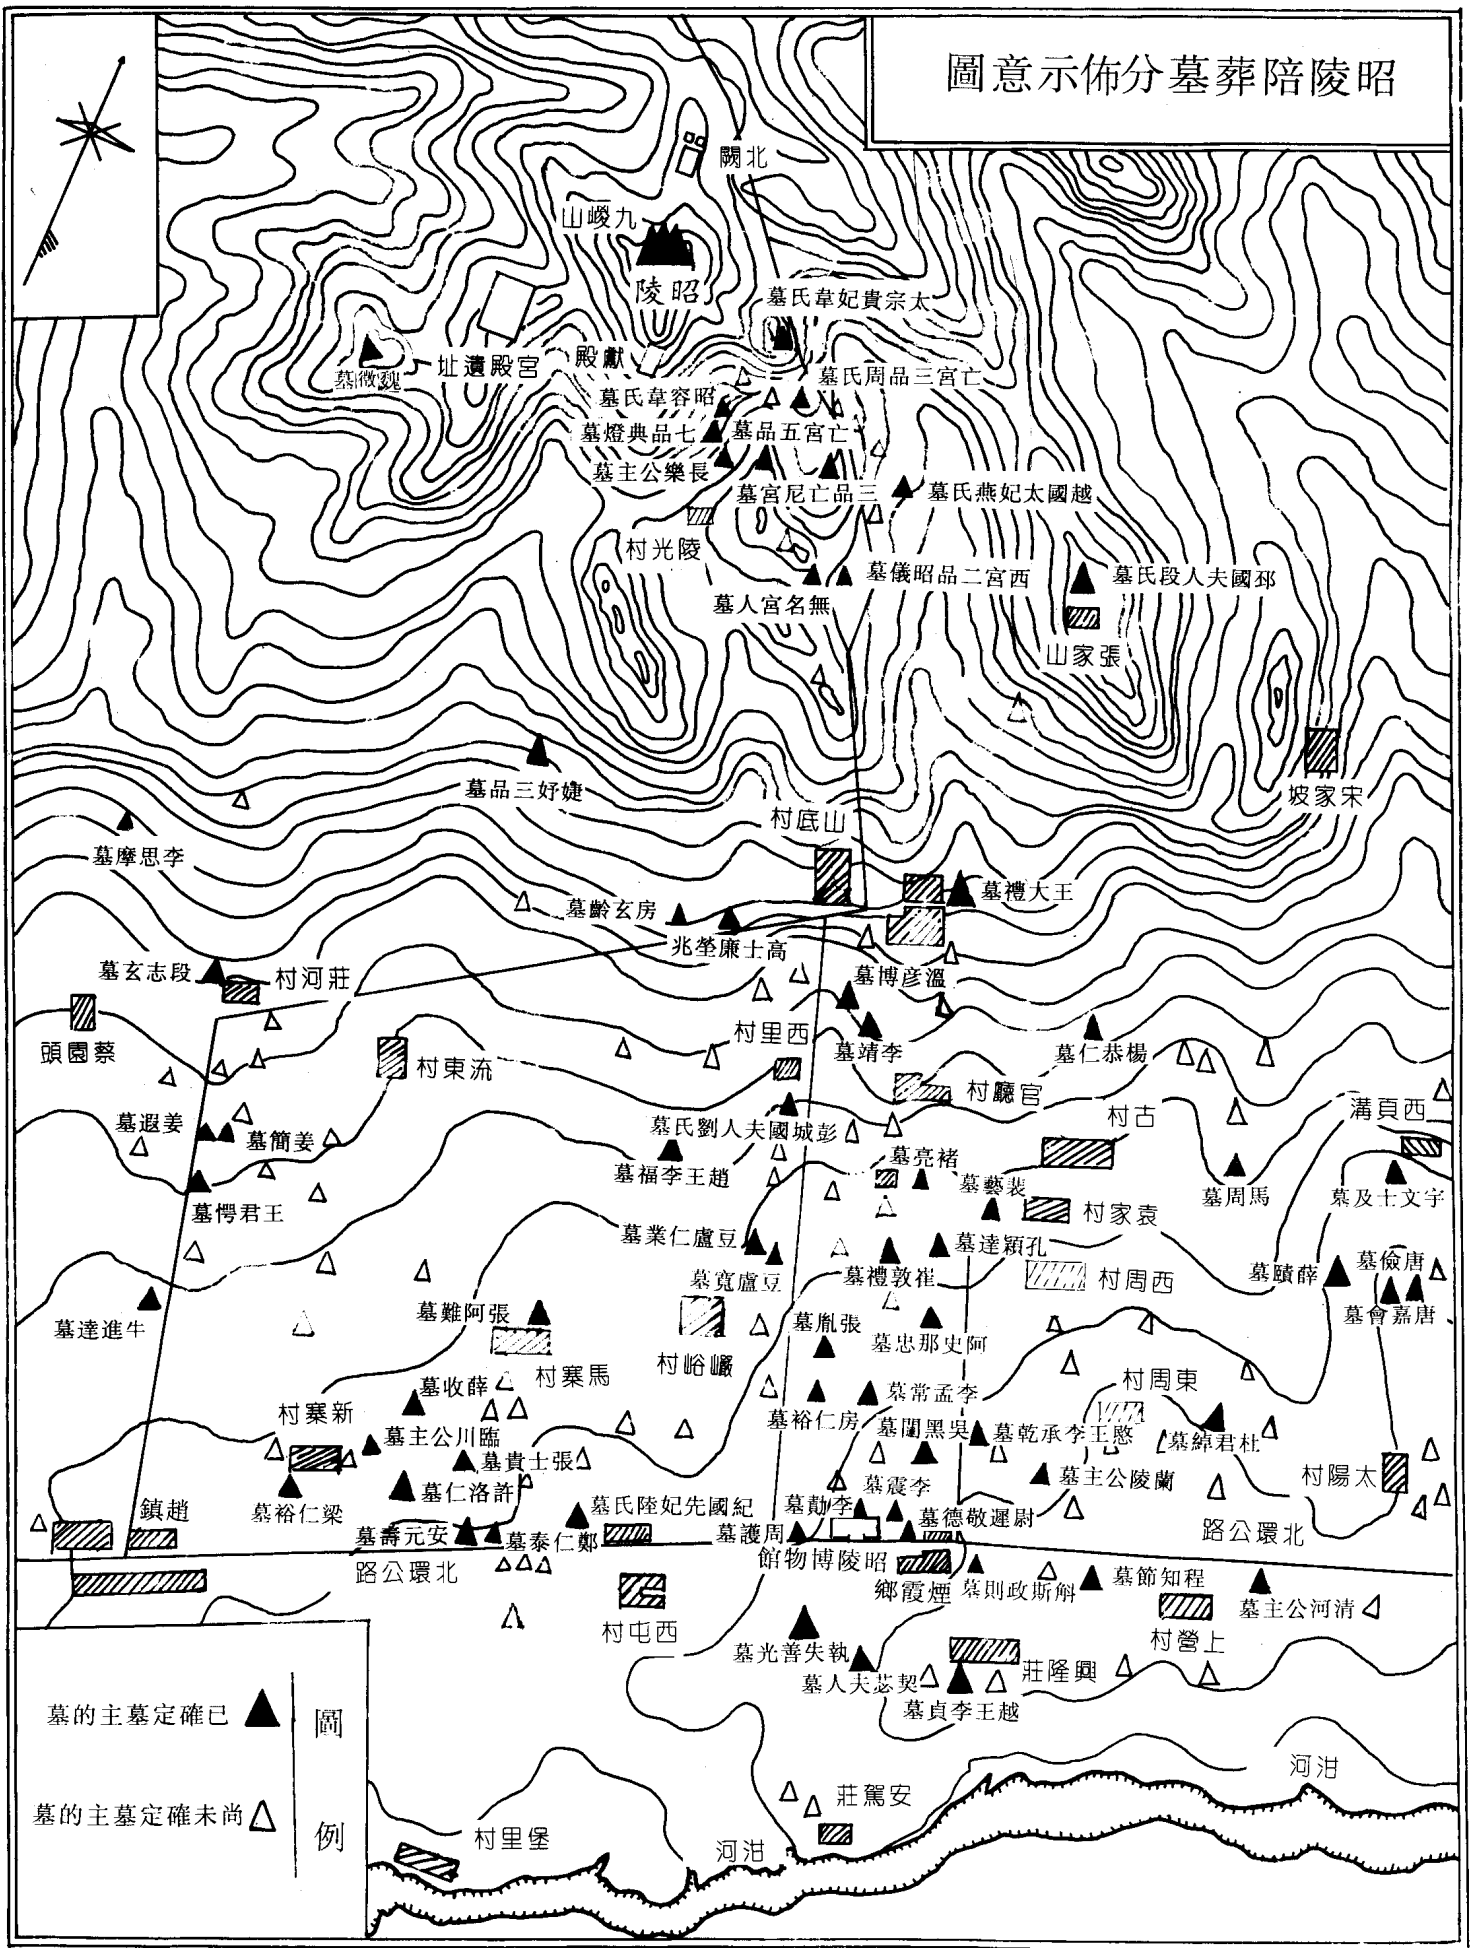 昭陵陪葬墓分佈示意圖
北闕
九嵕山
昭陵
太宗貴妃韋氏墓
魏徵墓
宮殿遺址
獻殿
亡宮三品周氏墓
昭容韋氏墓
七品典燈墓
亡宮五品墓
長樂公主墓
三品亡尼宮墓
越國太妃燕氏墓
陵光村
西宮二品昭儀墓
無名宮人墓
邳國夫人段氏墓
張家山
婕妤三品墓
宋家坡
山底村
李思摩墓
王大禮墓
房玄齡墓
高士廉塋兆
段志玄墓
莊河村
溫彥博墓
蔡園頭
西里村
李靖墓
楊恭仁墓
流東村
官廳村
古村
西頁溝
姜遐墓
姜簡墓
彭城國夫人劉氏墓
趙王李福墓
褚亮墓
裴藝墓
馬周墓
宇文士及墓
王君愕墓
袁家村
豆盧仁業墓
孔穎達墓
豆盧寬墓
崔敦禮墓
西周村
薛賾墓
唐儉墓
唐嘉會墓
牛進達墓
張阿難墓
張胤墓
阿史那忠墓
馬寨村
巖峪村
薛收墓
李孟常墓
東周村
新寨村
房仁裕墓
吳黑闥墓
愍王李承乾墓
杜君綽墓
臨川公主墓
張士貴墓
蘭陵公主墓
太陽村
許洛仁墓
梁仁裕墓
李震墓
李勣墓
趙鎮
紀國先妃陸氏墓
尉遲敬德墓
北環公路
安元壽墓
鄭仁泰墓
周護墓
昭陵博物館
北環公路
煙霞鄉
斛斯政則墓
程知節墓
清河公主墓
西屯村
上營村
執失善光墓
契苾夫人墓
興隆莊
越王李貞墓
圖例
已確定墓主的墓
尚未確定墓主的墓
泔河
安駕莊
堡里村
泔河